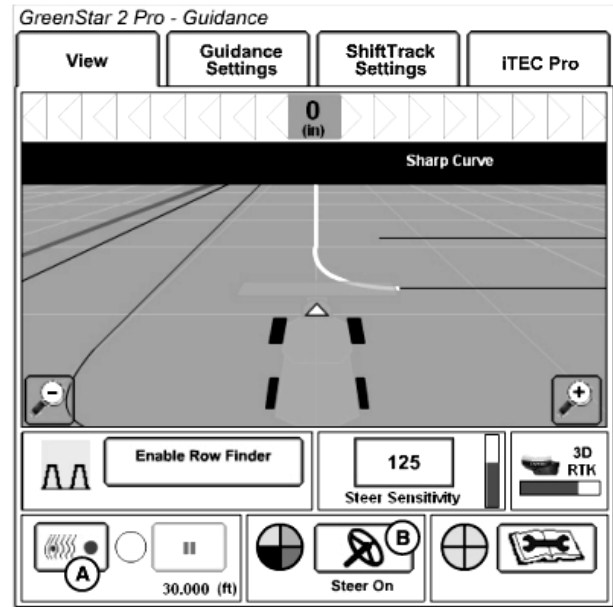 GreenStar 2 Pro - Guidance
View
Guidance
Settings
ShiftTrack
Settings
iTEC Pro
0
(in)
Sharp Curve
Enable Row Finder
125
Steer Sensitivity
3D
RTK
A
30.000 (ft)
B
Steer On